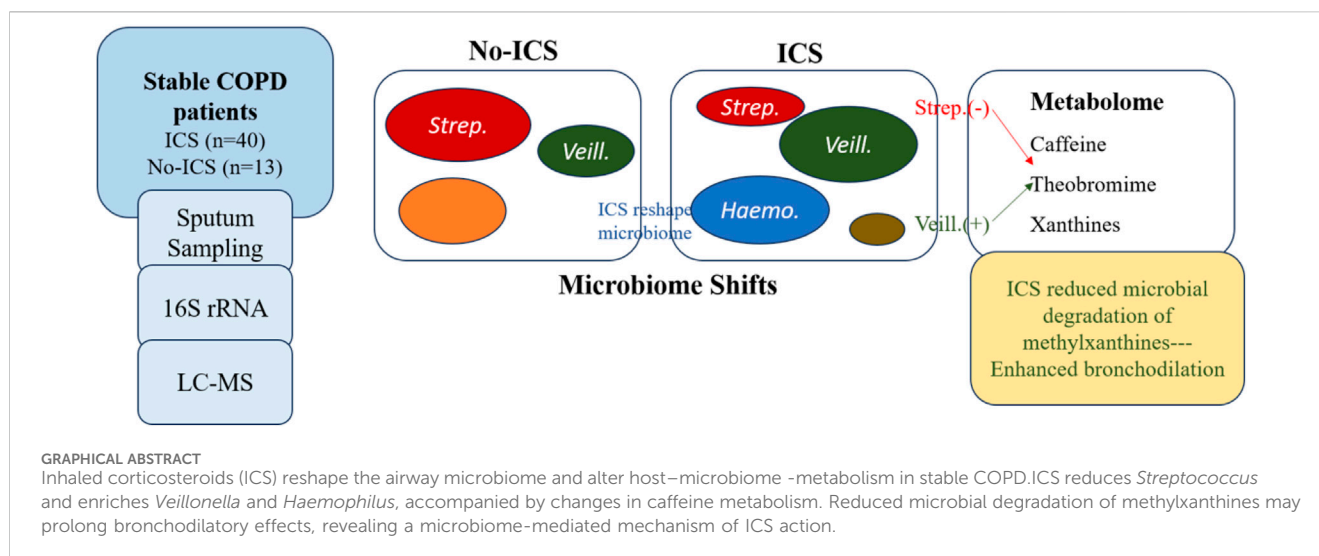 Stable COPD
patients
ICS (n=40)
No-ICS (n=13)
Sputum
Sampling
16S rRNA
LC-MS
No-ICS
Strep.
Veill.
ICS reshape
microbiome
ICS
Strep.
Veill.
Haemo.
Microbiome Shifts
Strep.(-)
Veill.(+)
Metabolome
Caffeine
Theobromime
Xanthines
ICS reduced microbial
degradation of
methylxanthines---
Enhanced bronchodilation
GRAPHICAL ABSTRACT
Inhaled corticosteroids (ICS) reshape the airway microbiome and alter host–microbiome -metabolism in stable COPD.ICS reduces Streptococcus
and enriches Veillonella and Haemophilus, accompanied by changes in caffeine metabolism. Reduced microbial degradation of methylxanthines may
prolong bronchodilatory effects, revealing a microbiome-mediated mechanism of ICS action.